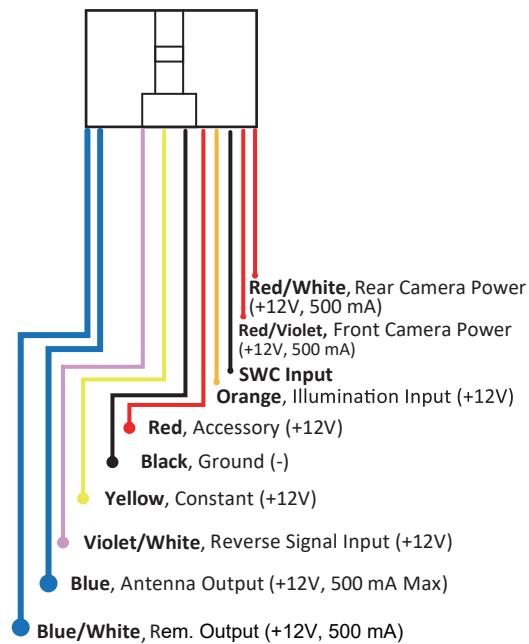 Red/White, Rear Camera Power
(+12V, 500 mA)
Red/Violet, Front Camera Power
(+12V, 500 mA)
SWC Input
Orange, Illumination Input (+12V)
Red, Accessory (+12V)
Black, Ground (-)
Yellow, Constant (+12V)
Violet/White, Reverse Signal Input (+12V)
Blue, Antenna Output (+12V, 500 mA Max)
Blue/White, Rem. Output (+12V, 500 mA)